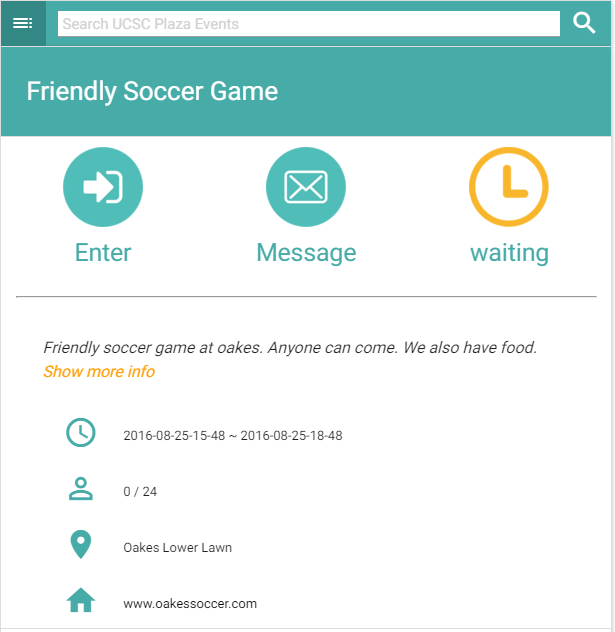 Search UCSC Plaza Events
Friendly Soccer Game
Enter
Message
waiting
Friendly soccer game at oakes. Anyone can come. We also have food.
Show more info
2016-08-25-15-48 ~ 2016-08-25-18-48
0 / 24
Oakes Lower Lawn
www.oakessoccer.com